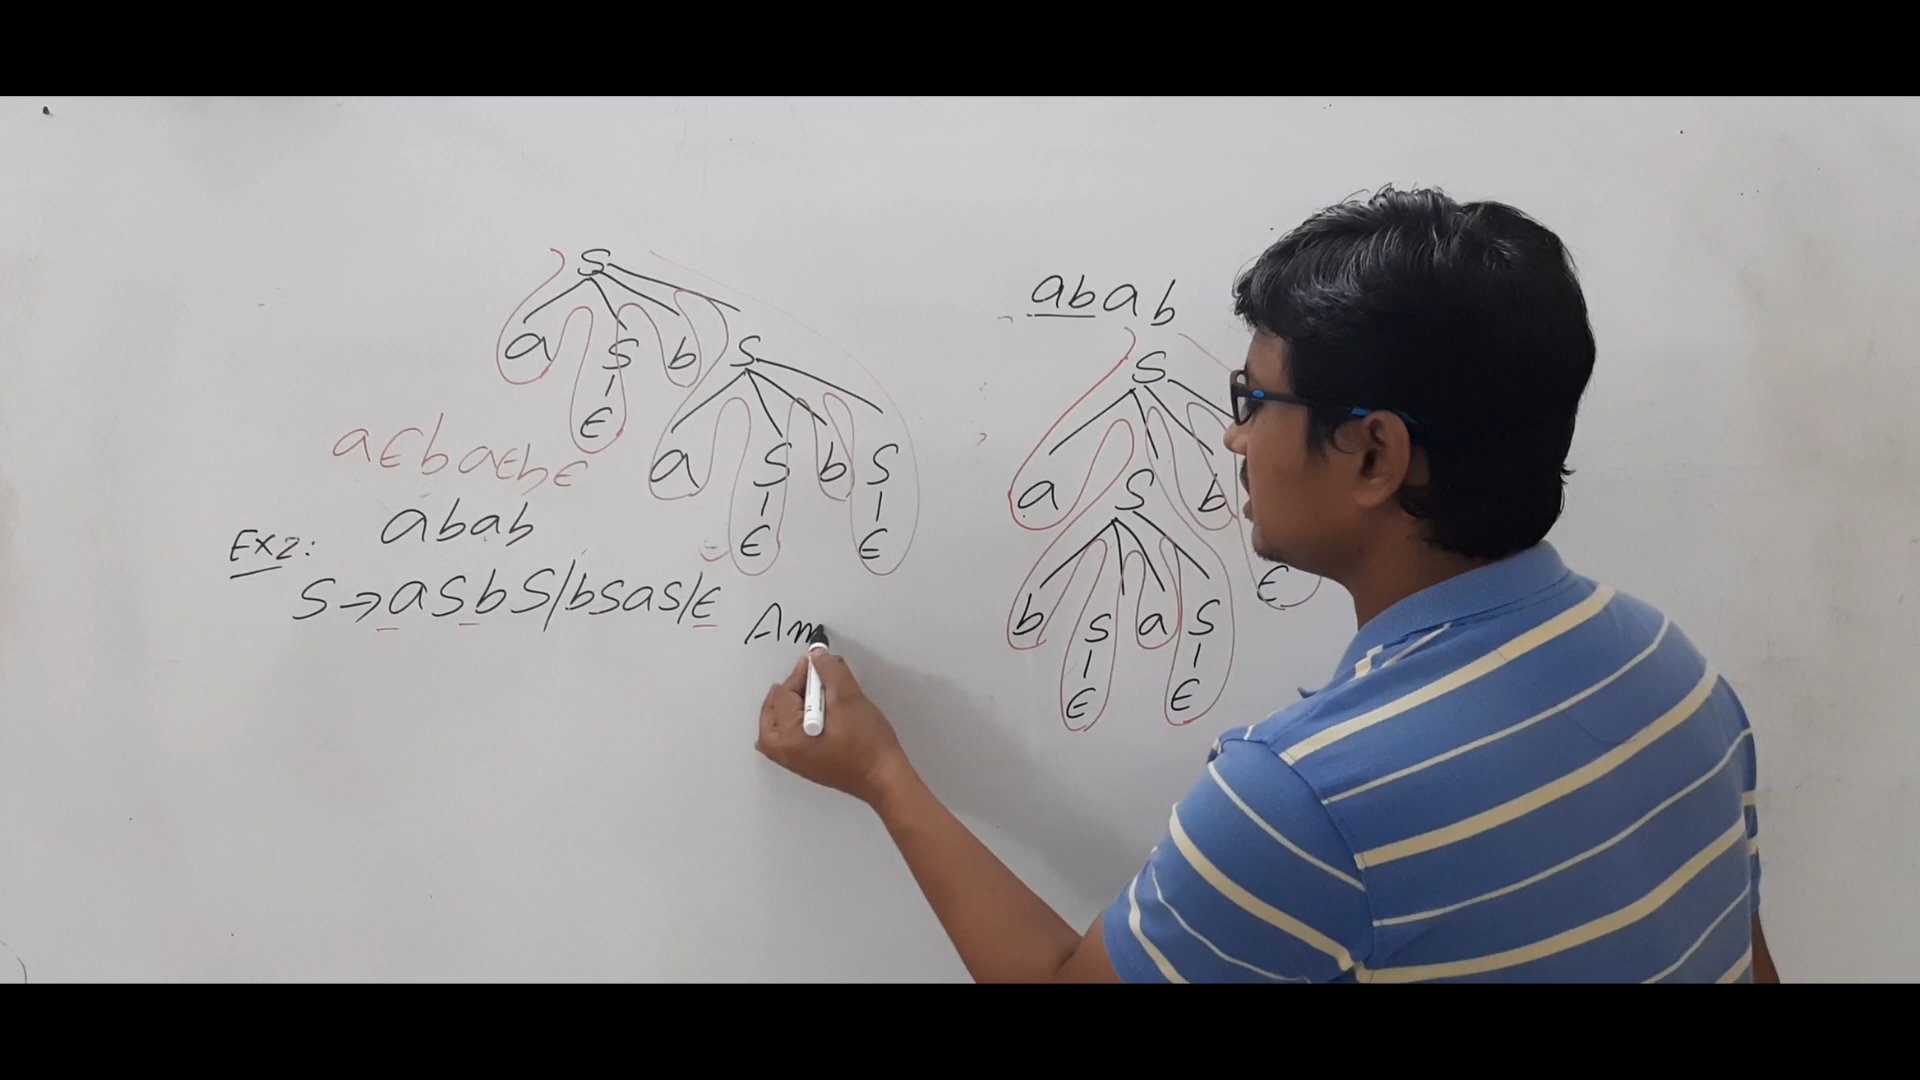 S
a S b S
ϵ
a S b S
ϵ ϵ
aϵbaϵbϵ
abab
Ex2:
S→aSbS/bSaS/ϵ
Am
abab
S
a S b
ϵ
b S a S
ϵ ϵ